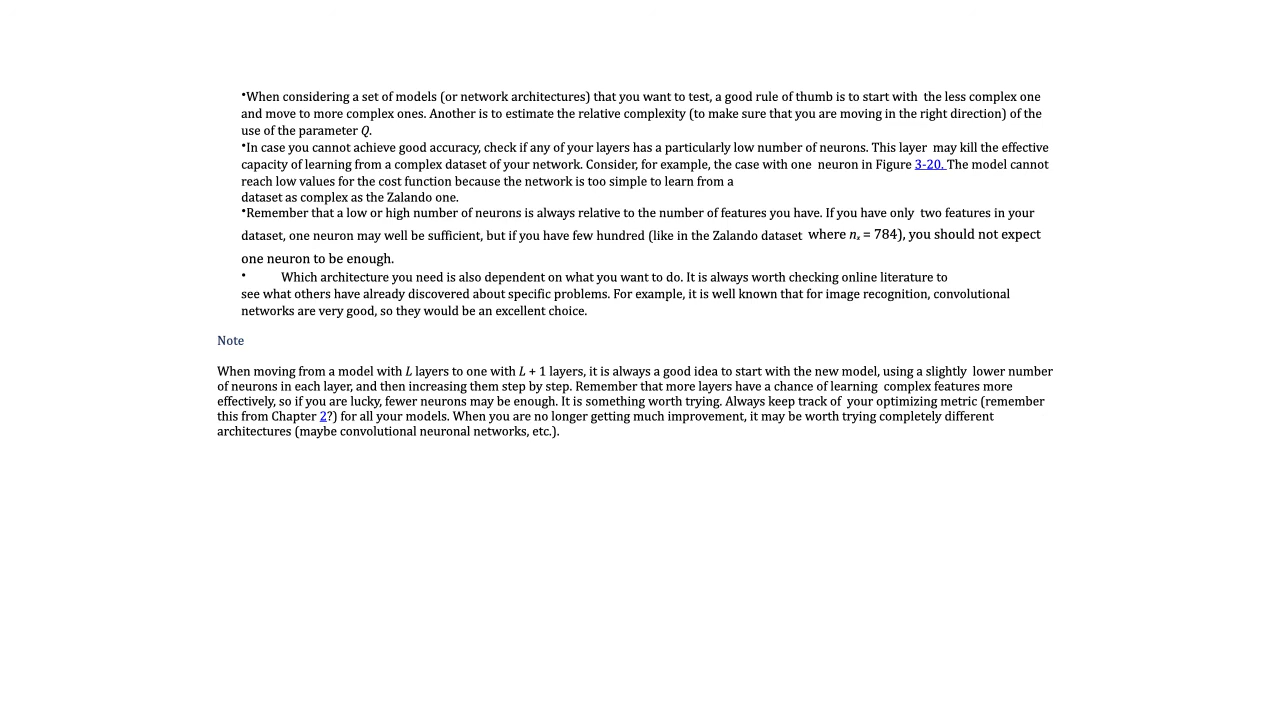 •When considering a set of models (or network architectures) that you want to test, a good rule of thumb is to start with the less complex one
and move to more complex ones. Another is to estimate the relative complexity (to make sure that you are moving in the right direction) of the
use of the parameter Q.
•In case you cannot achieve good accuracy, check if any of your layers has a particularly low number of neurons. This layer may kill the effective
capacity of learning from a complex dataset of your network. Consider, for example, the case with one neuron in Figure 3-20. The model cannot
reach low values for the cost function because the network is too simple to learn from a
dataset as complex as the Zalando one.
•Remember that a low or high number of neurons is always relative to the number of features you have. If you have only two features in your
dataset, one neuron may well be sufficient, but if you have few hundred (like in the Zalando dataset where nₓ = 784), you should not expect
one neuron to be enough.
• Which architecture you need is also dependent on what you want to do. It is always worth checking online literature to
see what others have already discovered about specific problems. For example, it is well known that for image recognition, convolutional
networks are very good, so they would be an excellent choice.
Note
When moving from a model with L layers to one with L + 1 layers, it is always a good idea to start with the new model, using a slightly lower number
of neurons in each layer, and then increasing them step by step. Remember that more layers have a chance of learning complex features more
effectively, so if you are lucky, fewer neurons may be enough. It is something worth trying. Always keep track of your optimizing metric (remember
this from Chapter 2?) for all your models. When you are no longer getting much improvement, it may be worth trying completely different
architectures (maybe convolutional neuronal networks, etc.).